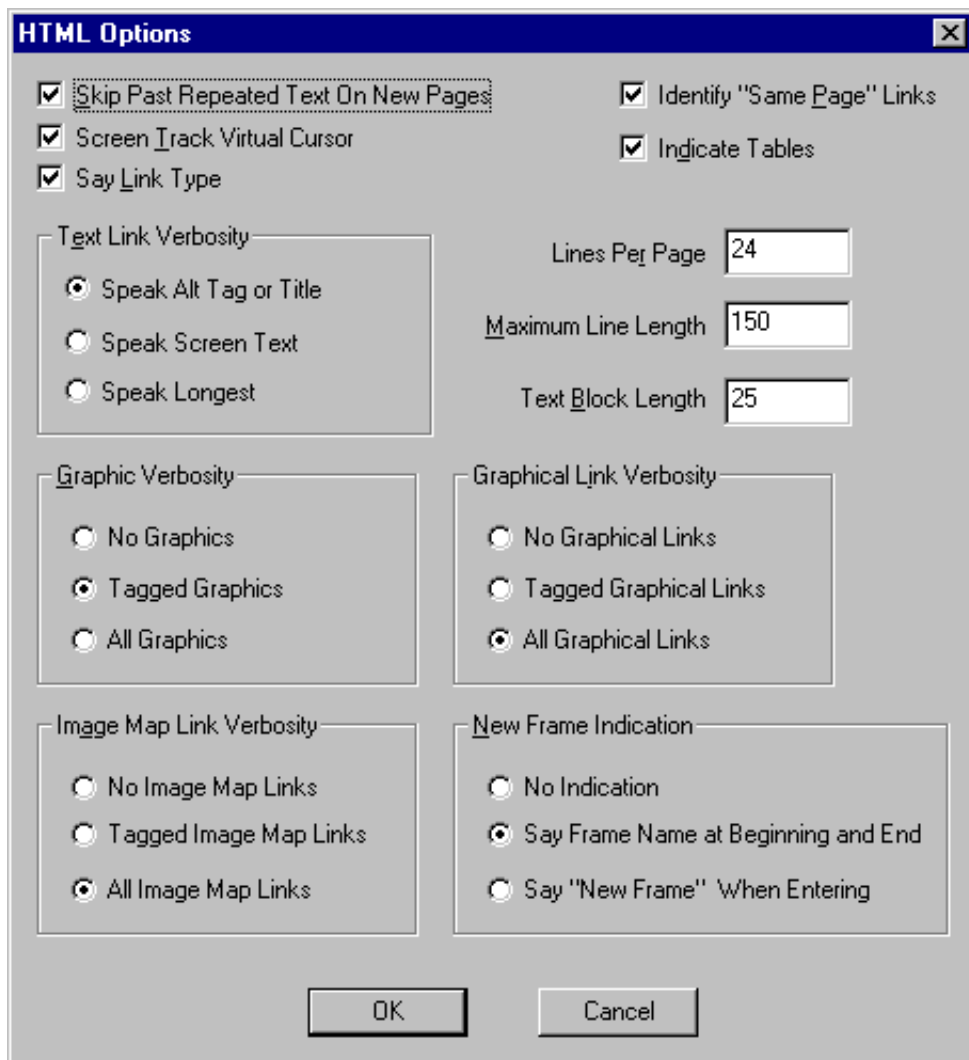 HTML Options
Skip Past Repeated Text On New Pages
Identify "Same Page" Links
Screen Track Virtual Cursor
Indicate Tables
Say Link Type
Text Link Verbosity
Speak Alt Tag or Title
Speak Screen Text
Speak Longest
Lines Per Page 24
Maximum Line Length 150
Text Block Length 25
Graphic Verbosity
No Graphics
Tagged Graphics
All Graphics
Graphical Link Verbosity
No Graphical Links
Tagged Graphical Links
All Graphical Links
Image Map Link Verbosity
No Image Map Links
Tagged Image Map Links
All Image Map Links
New Frame Indication
No Indication
Say Frame Name at Beginning and End
Say "New Frame" When Entering
OK
Cancel